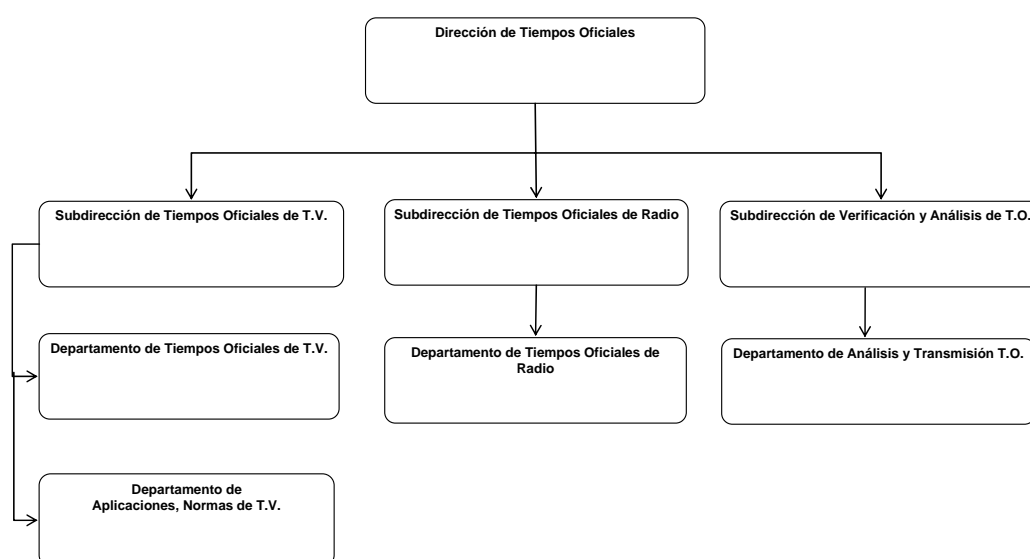 Dirección de Tiempos Oficiales
Subdirección de Tiempos Oficiales de T.V.
Subdirección de Tiempos Oficiales de Radio
Subdirección de Verificación y Análisis de T.O.
Departamento de Tiempos Oficiales de T.V.
Departamento de Tiempos Oficiales de
Radio
Departamento de Análisis y Transmisión T.O.
Departamento de
Aplicaciones, Normas de T.V.